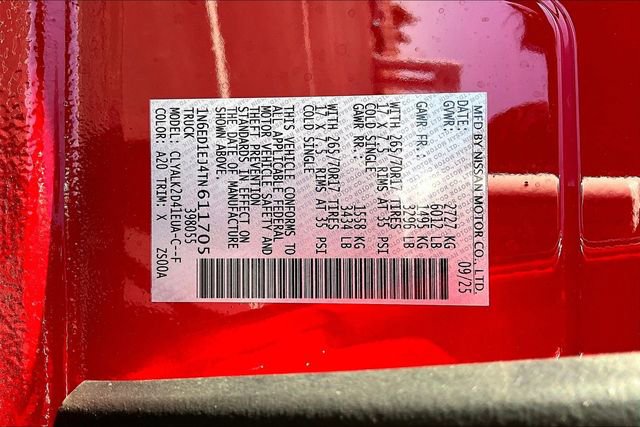 MFD BY NISSAN MOTOR CO., LTD.
DATE: 09/25
GVWR: 2727 KG
6012 LB
GAWR FR.: 1495 KG
3296 LB
WITH 265/70R17 TIRES
17 X 7.5 RIMS AT 35 PSI
COLD SINGLE
GAWR RR.: 1558 KG
3434 LB
WITH 265/70R17 TIRES
17 X 7.5 RIMS AT 35 PSI
COLD SINGLE
THIS VEHICLE CONFORMS TO
ALL APPLICABLE FEDERAL
MOTOR VEHICLE SAFETY AND
THEFT PREVENTION
STANDARDS IN EFFECT ON
THE DATE OF MANUFACTURE
SHOWN ABOVE.
1N6ED1EJ4TN611705
TRUCK 398055
MODEL: CLYALK2D41EUA-C--F
COLOR: A20 TRIM: X ZS00A